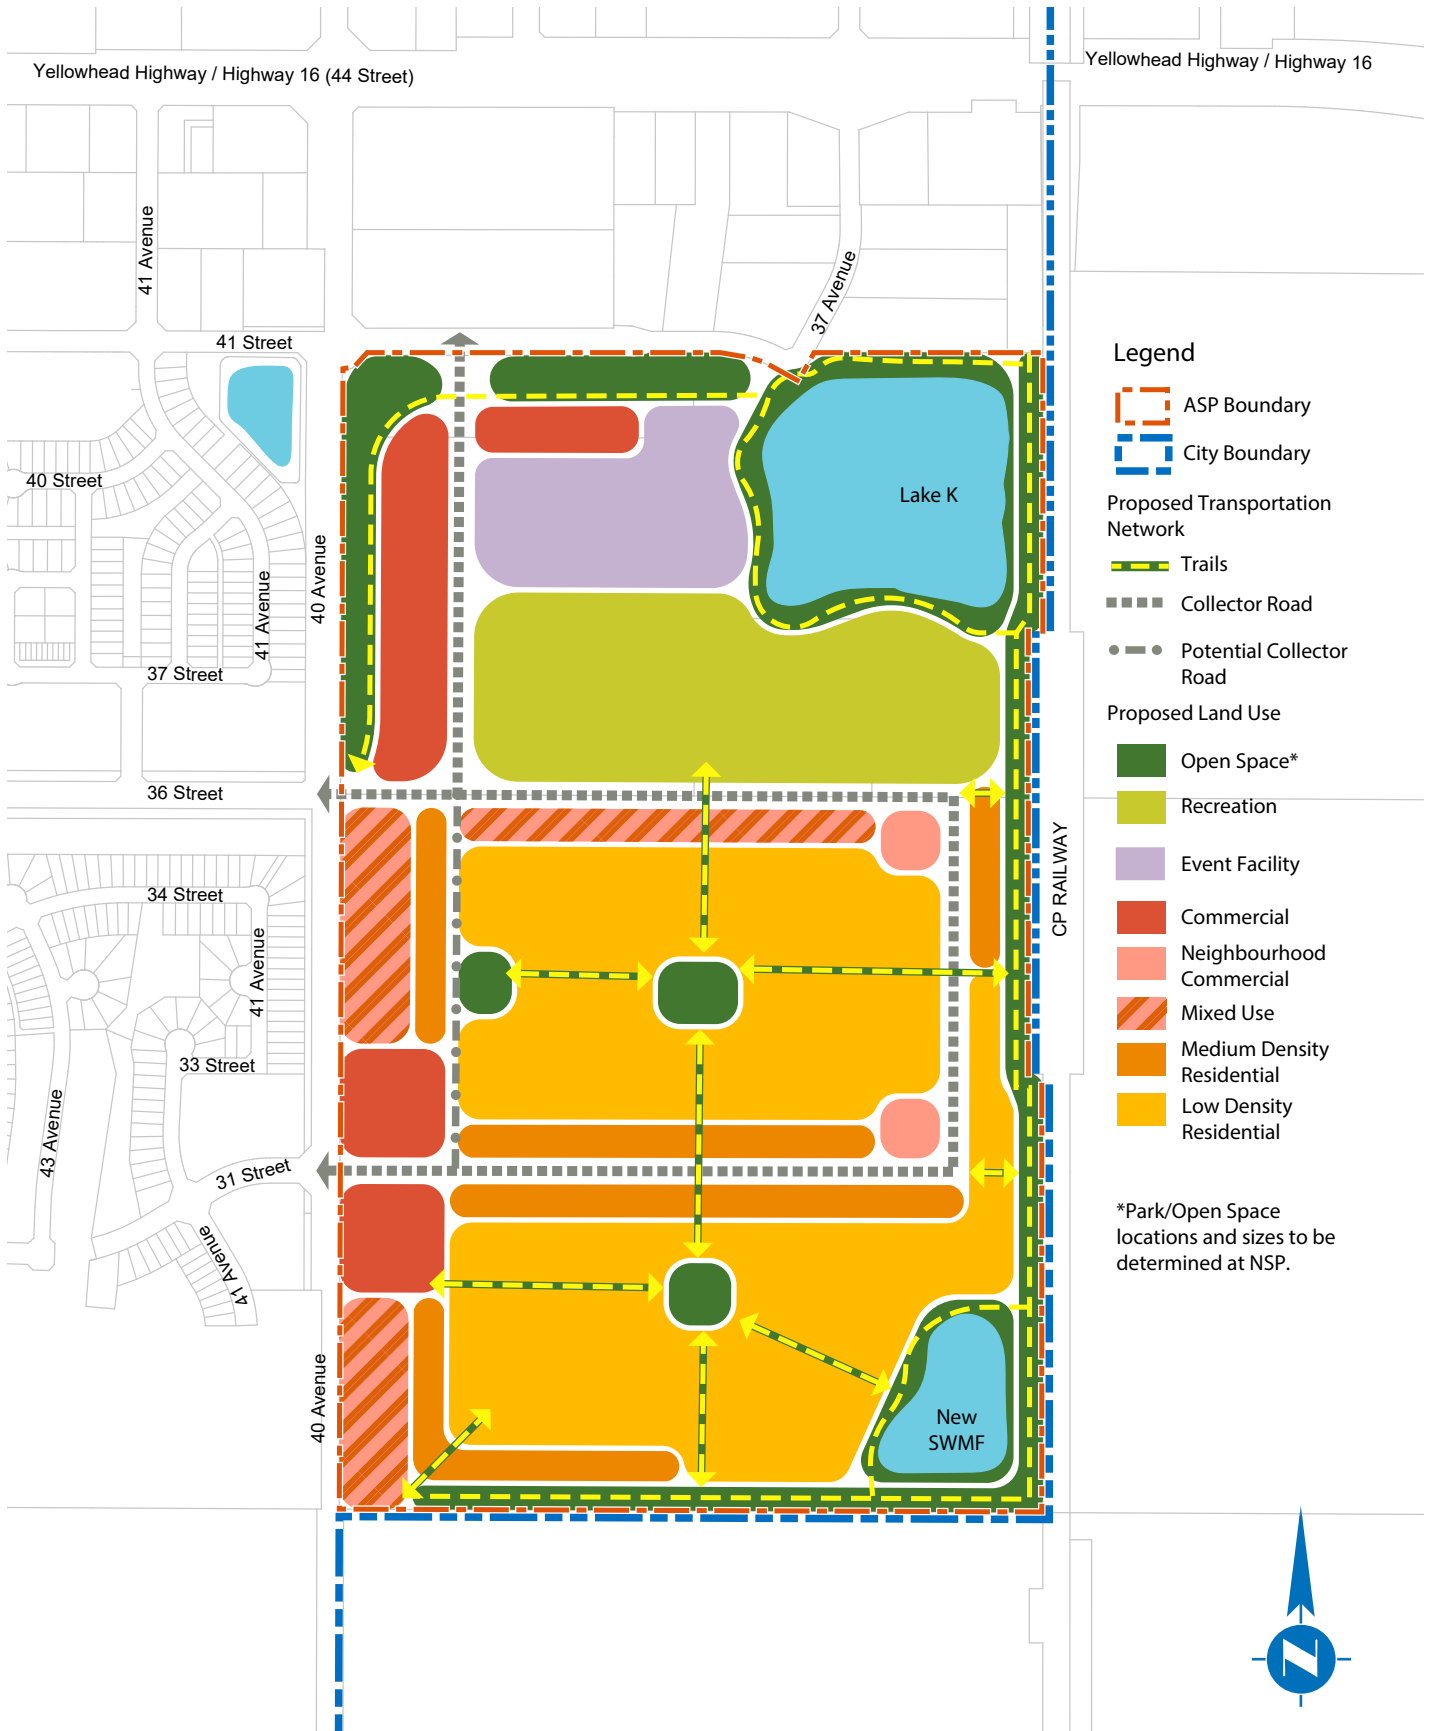 Yellowhead Highway / Highway 16 (44 Street)
Yellowhead Highway / Highway 16
41 Avenue
37 Avenue
41 Street
40 Street
Lake K
40 Avenue
41 Avenue
37 Street
36 Street
34 Street
41 Avenue
33 Street
43 Avenue
31 Street
41 Avenue
40 Avenue
CP RAILWAY
New
SWMF
Legend
ASP Boundary
City Boundary
Proposed Transportation
Network
Trails
Collector Road
Potential Collector
Road
Proposed Land Use
Open Space*
Recreation
Event Facility
Commercial
Neighbourhood
Commercial
Mixed Use
Medium Density
Residential
Low Density
Residential
*Park/Open Space
locations and sizes to be
determined at NSP.
N